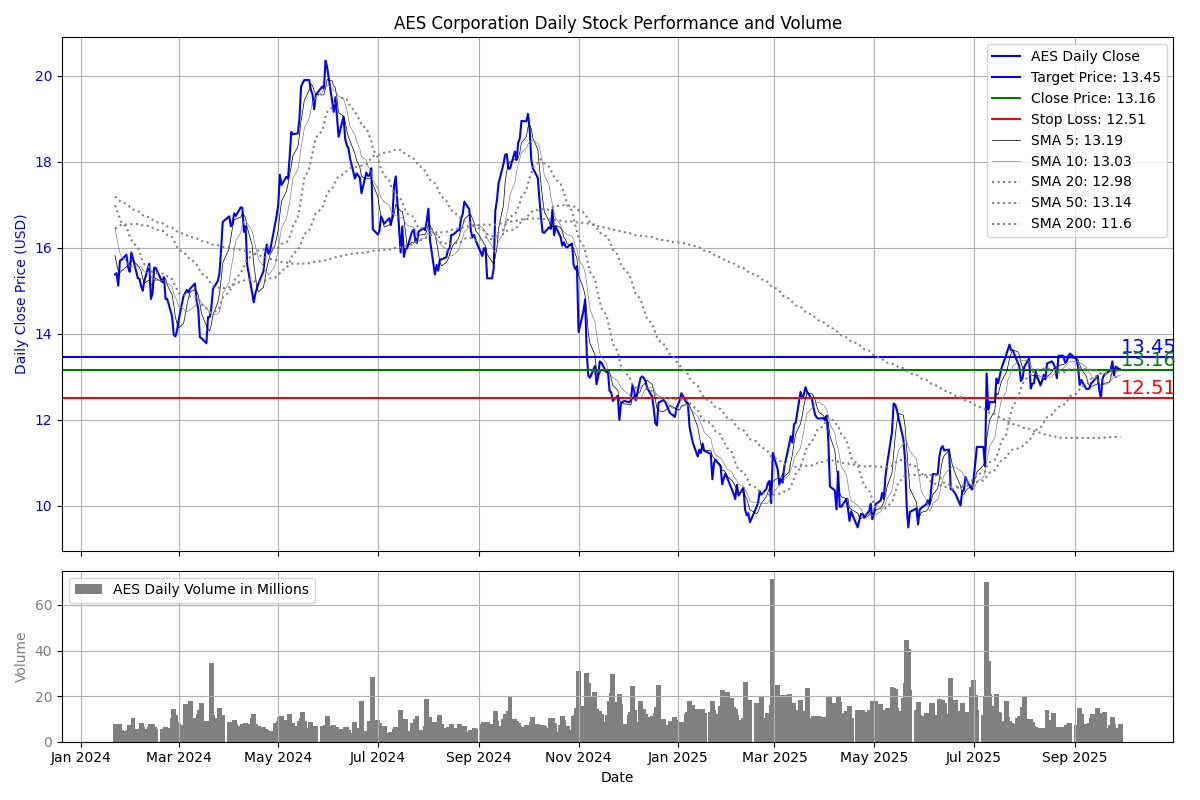 AES Corporation Daily Stock Performance and Volume
AES Daily Close
Target Price: 13.45
Close Price: 13.16
Stop Loss: 12.51
SMA 5: 13.19
SMA 10: 13.03
SMA 20: 12.98
SMA 50: 13.14
SMA 200: 11.6
Daily Close Price (USD)
20
18
16
14
12
10
13.45
13.16
12.51
AES Daily Volume in Millions
Volume
60
40
20
0
Jan 2024 Mar 2024 May 2024 Jul 2024 Sep 2024 Nov 2024 Jan 2025 Mar 2025 May 2025 Jul 2025 Sep 2025
Date